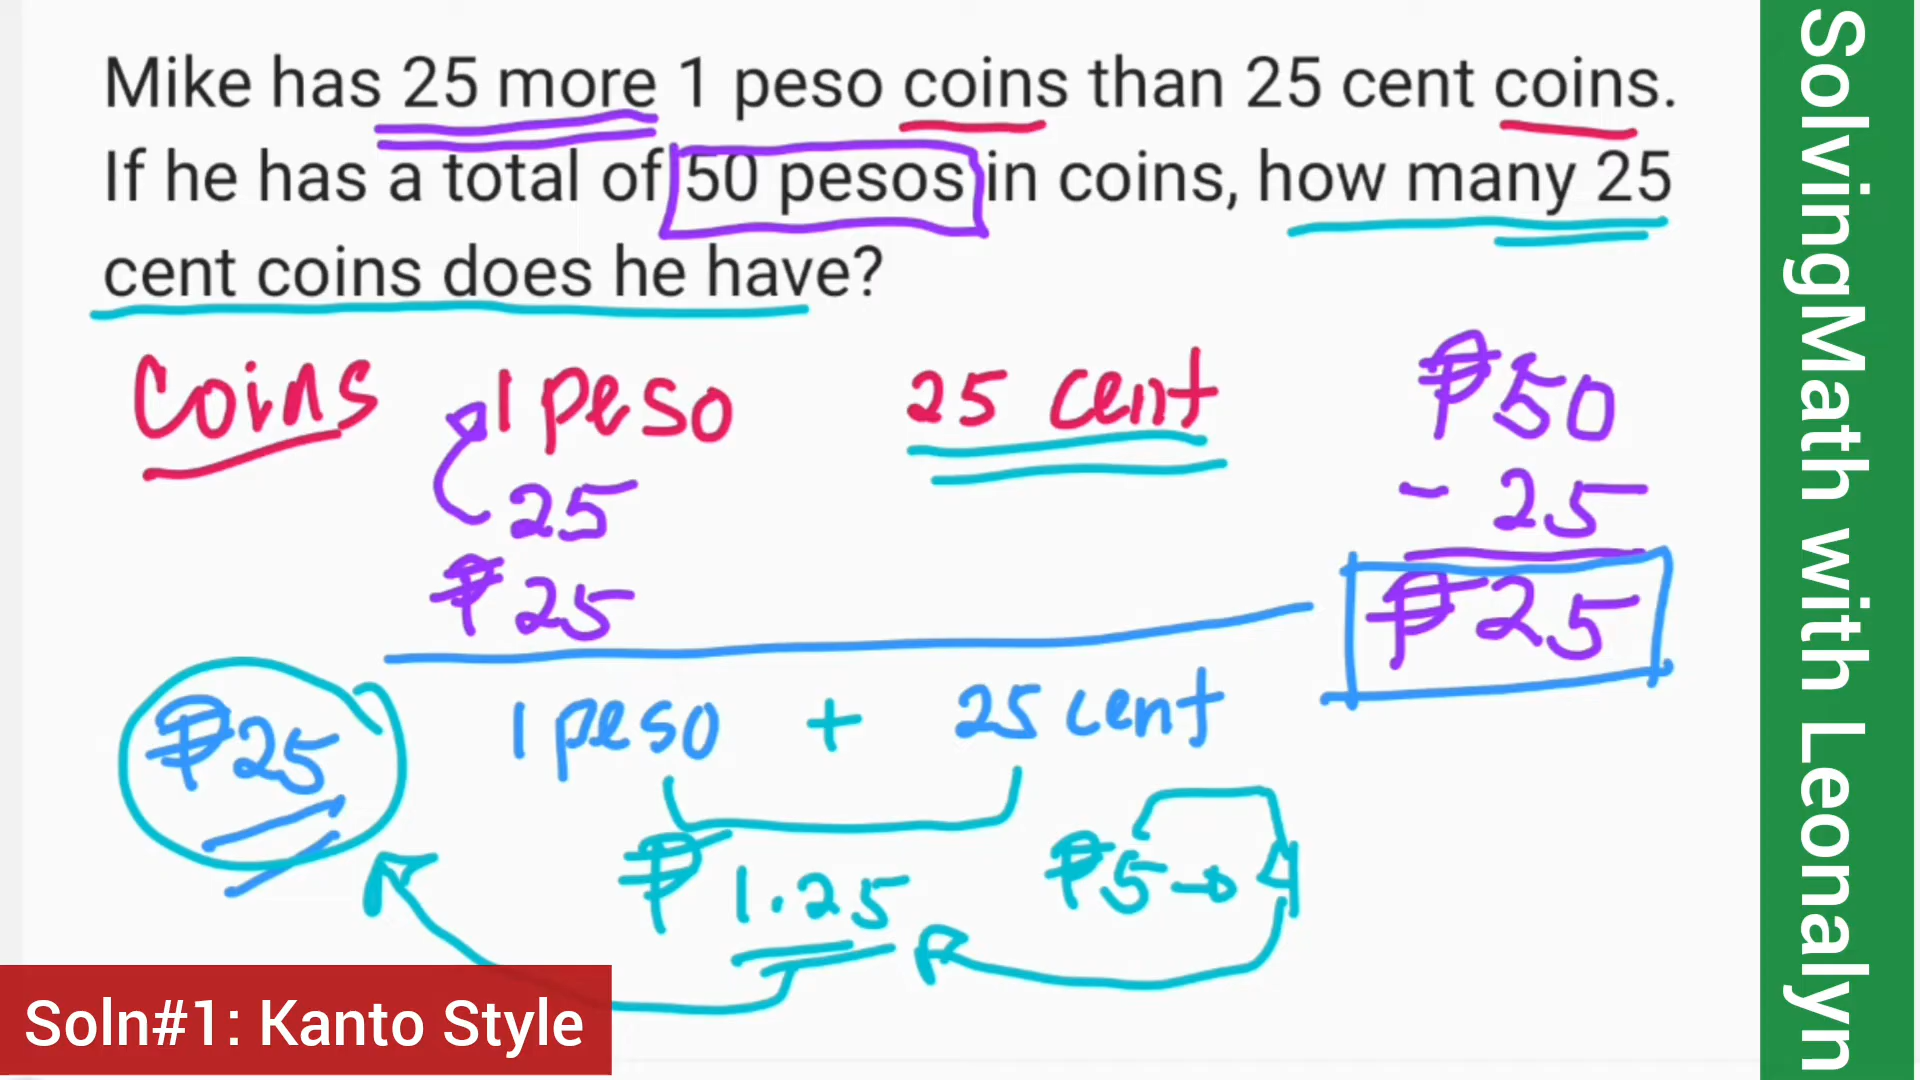 Mike has 25 more 1 peso coins than 25 cent coins.
If he has a total of 50 pesos in coins, how many 25
cent coins does he have?
Coins 1 peso 25 cent ₱50
25 - 25
₱25 ₱25
₱25 1 peso + 25 cent
₱1.25 ₱5→4
Soln#1: Kanto Style
SolvingMath with Leonalyn